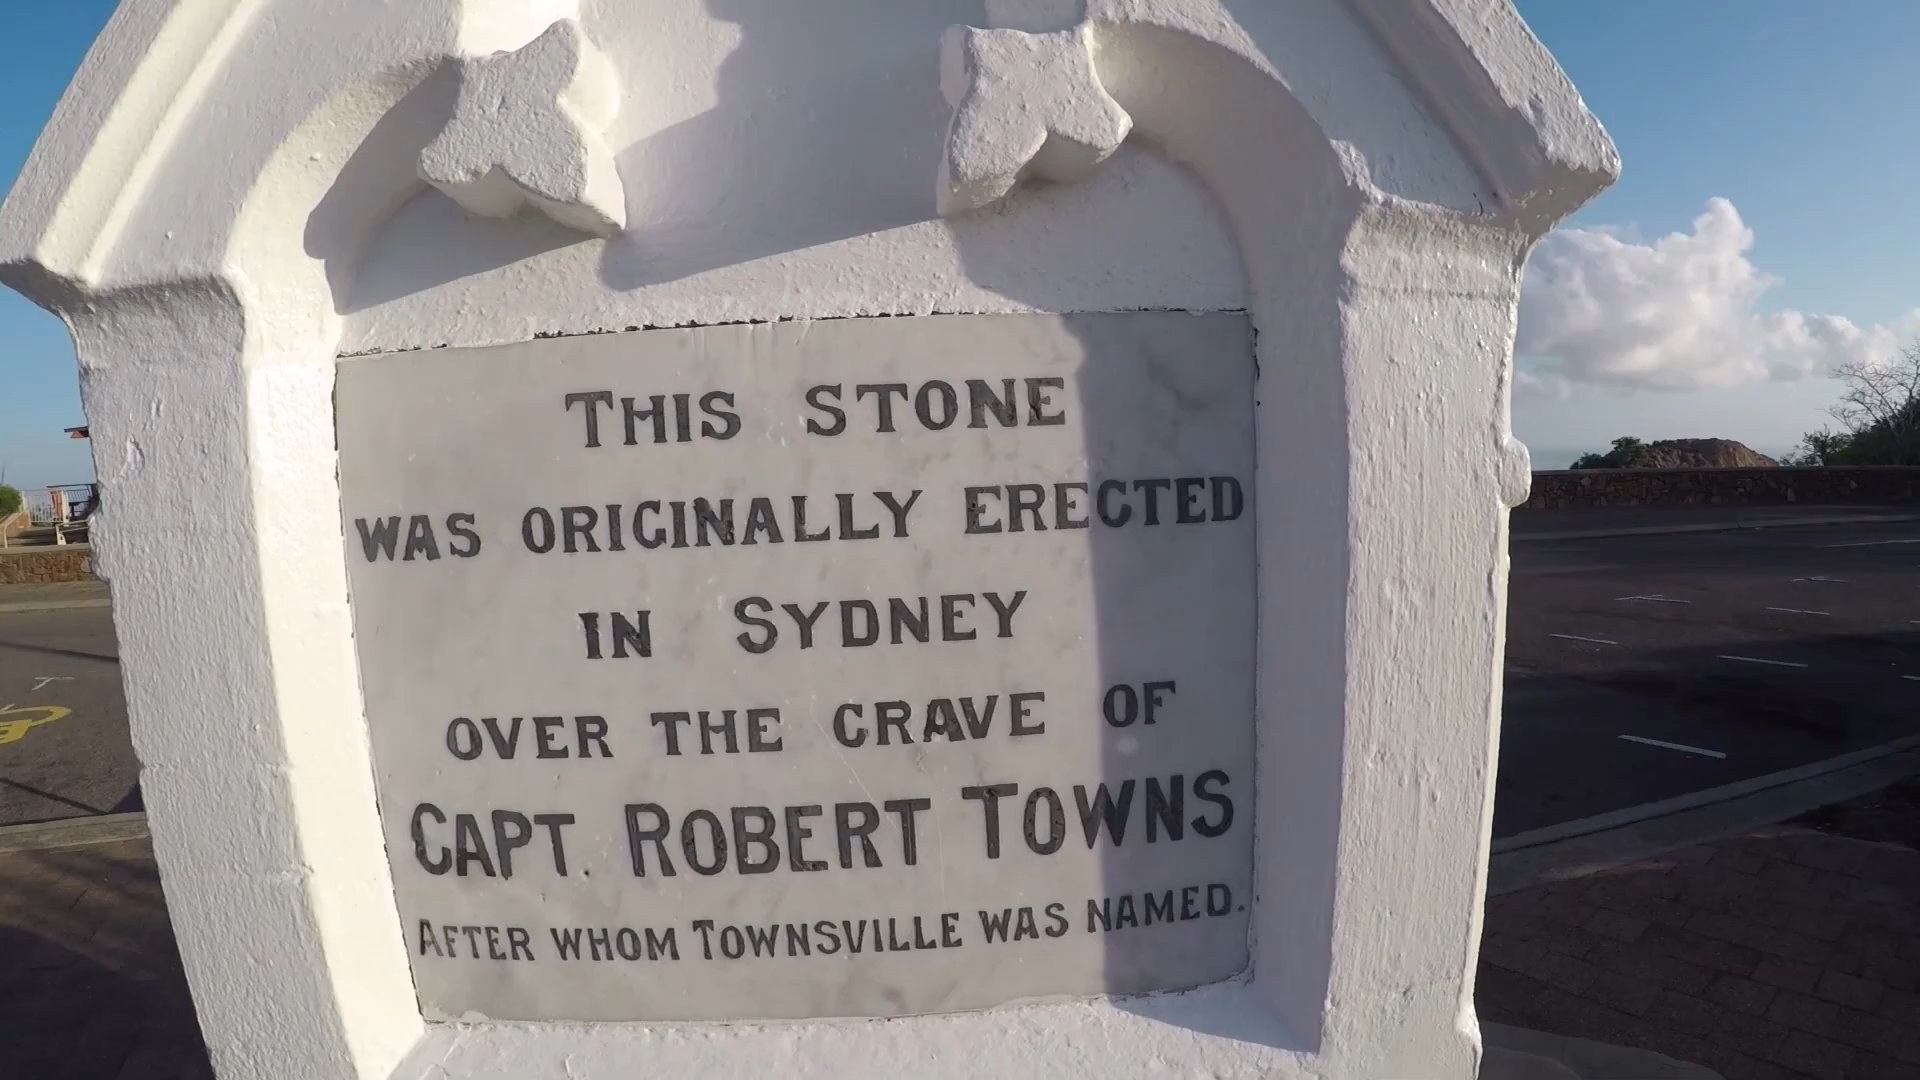 THIS STONE
WAS ORIGINALLY ERECTED
IN SYDNEY
OVER THE GRAVE OF
CAPT. ROBERT TOWNS
AFTER WHOM TOWNSVILLE WAS NAMED.